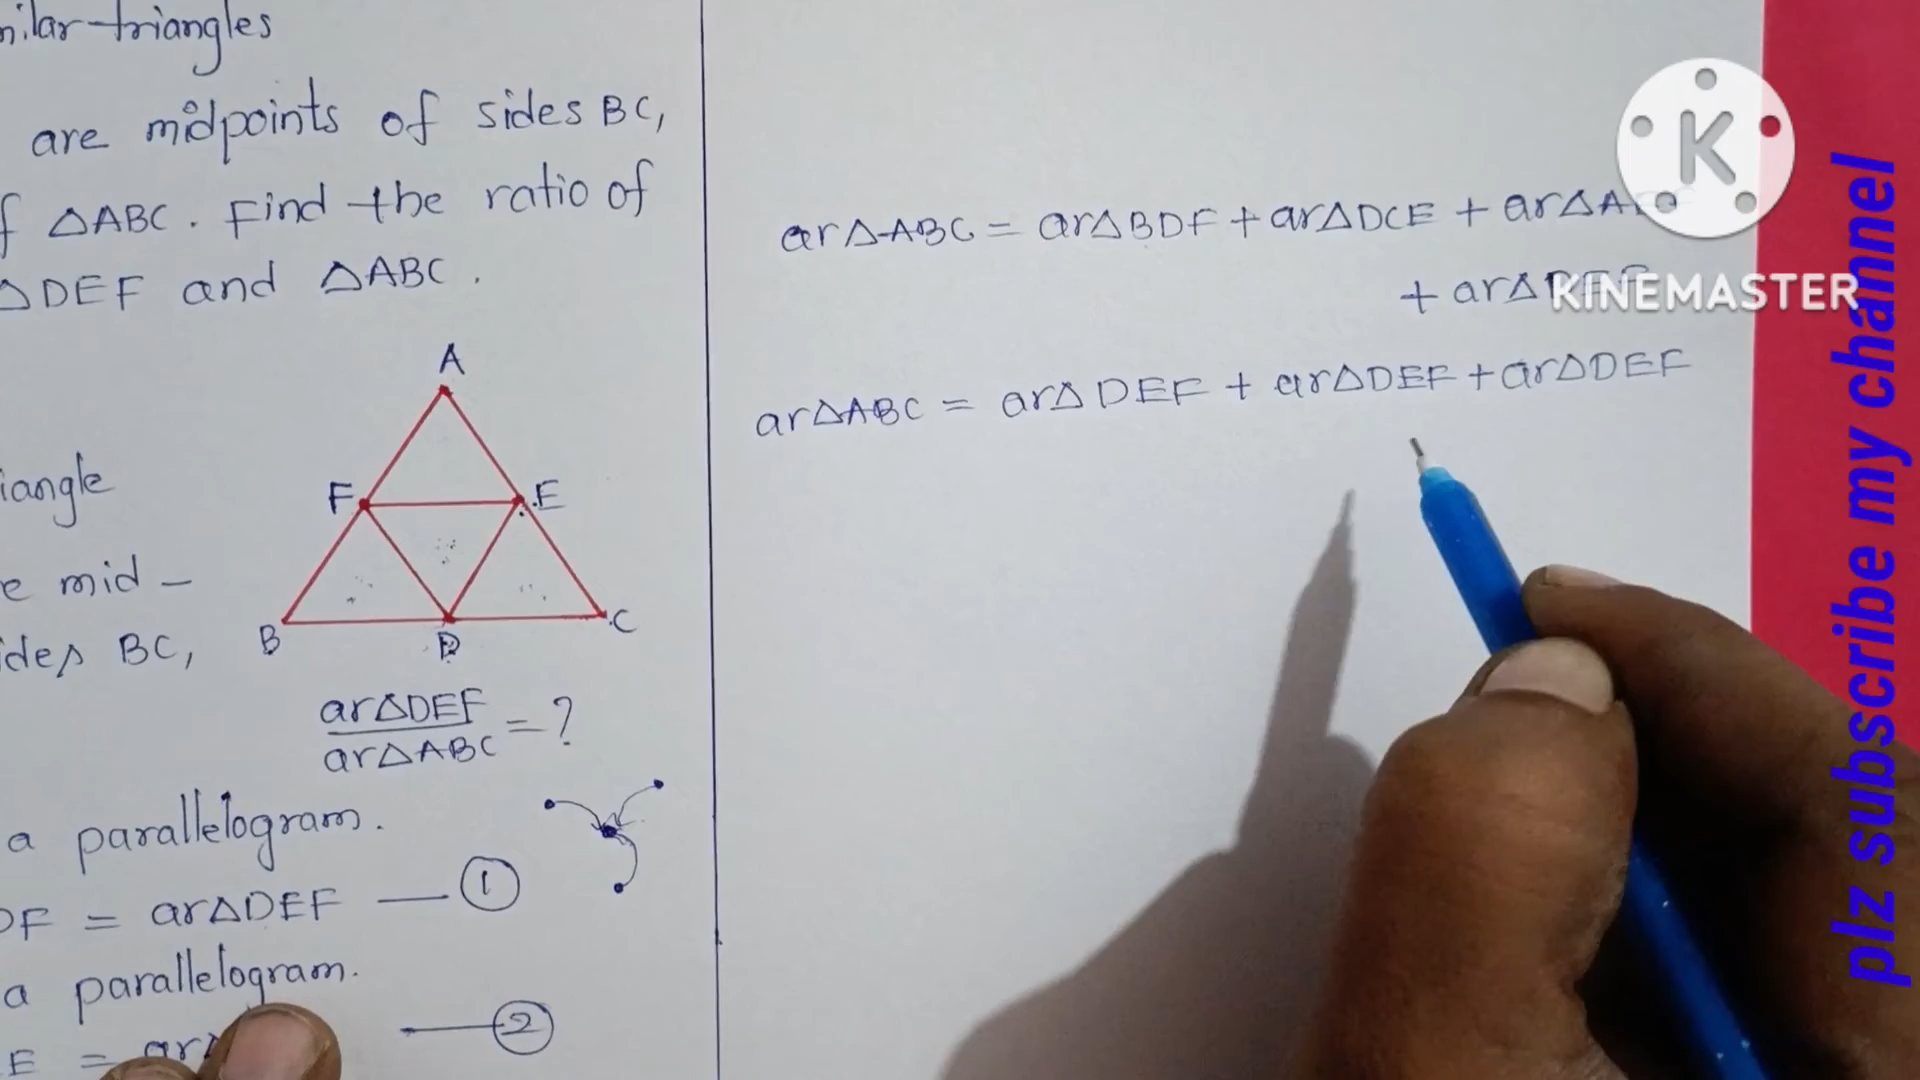 milar triangles
are midpoints of sides BC,
f △ABC. Find the ratio of
△DEF and △ABC.
A
F
E
B
D
C
iangle
e mid-
ides BC,
ar△DEF
ar△ABC
= ?
a parallelogram.
DF = ar△DEF — ①
a parallelogram.
E = ar — ②
ar△ABC = ar△BDF + ar△DCE + ar△A
+ ar△DEF
ar△ABC = ar△DEF + ar△DEF + ar△DEF
K
KINEMASTER
plz subscribe my channel